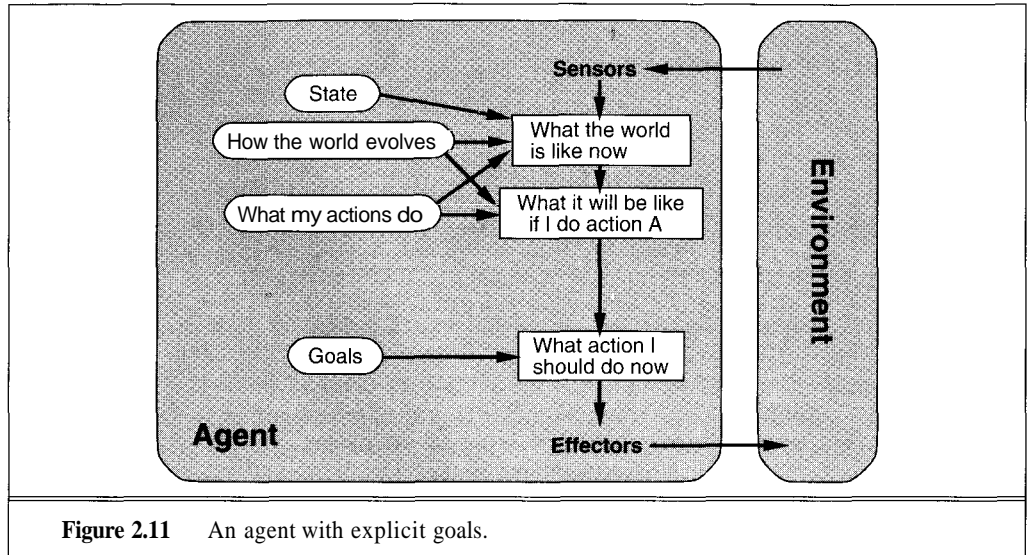 Sensors
State
What the world
is like now
How the world evolves
What it will be like
if I do action A
What my actions do
Environment
What action I
should do now
Goals
Agent
Effectors
Figure 2.11 An agent with explicit goals.